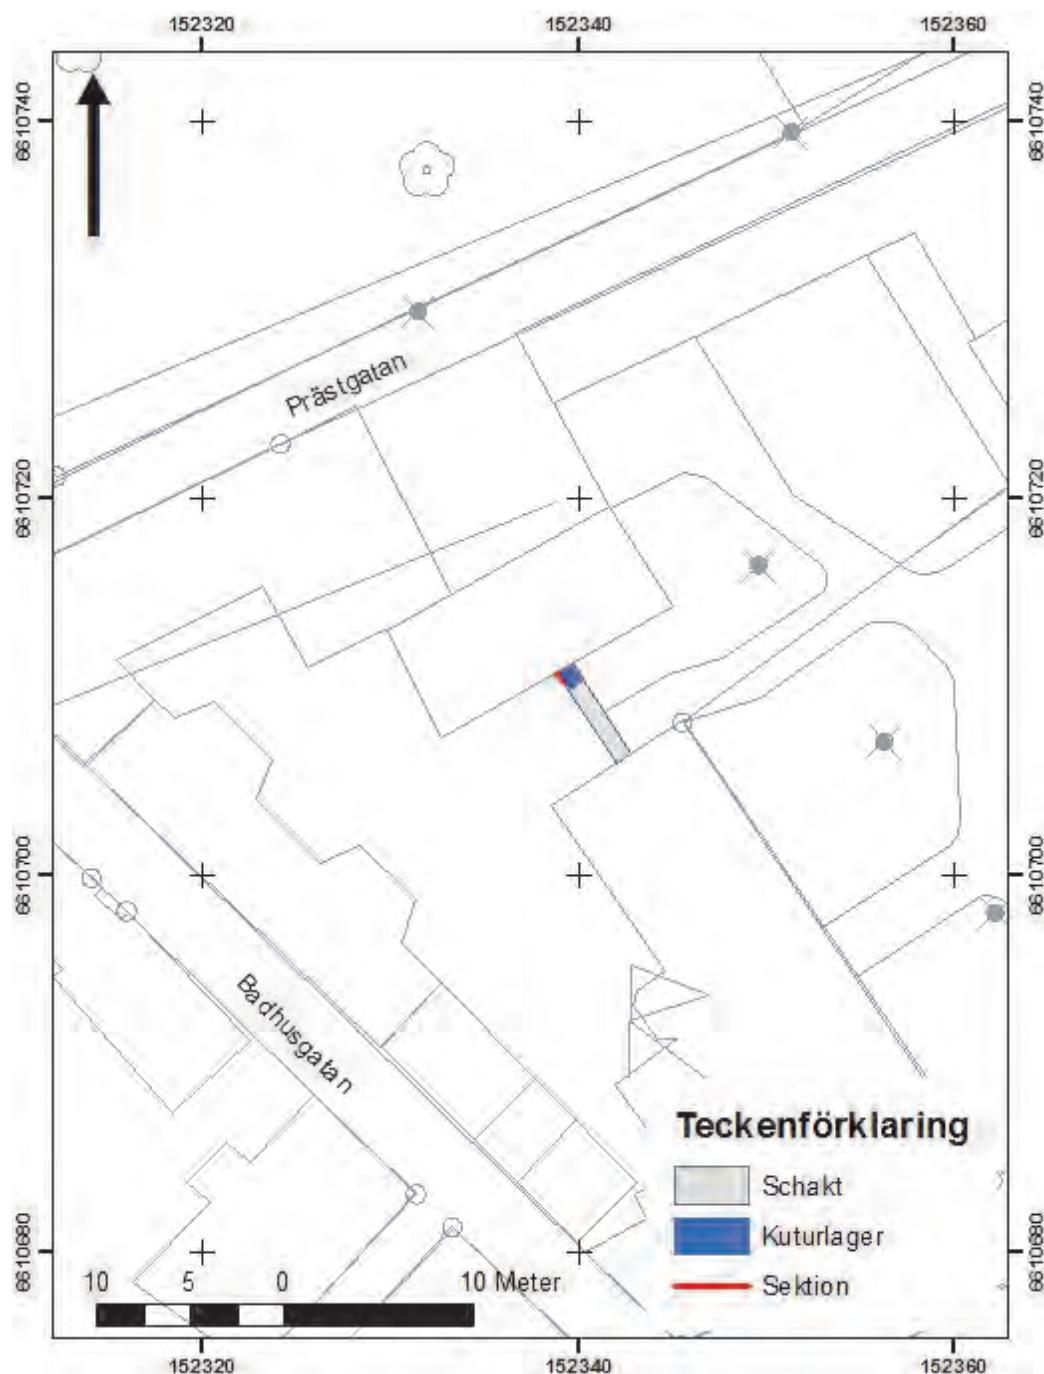 152320 152340 152360
6610740 6610740
Prästgatan
6610720 6610720
6610700 6610700
Badhusgatan
Teckenförklaring
Schakt
Kuturlager
Sektion
6610680 6610680
10 5 0 10 Meter
152320 152340 152360